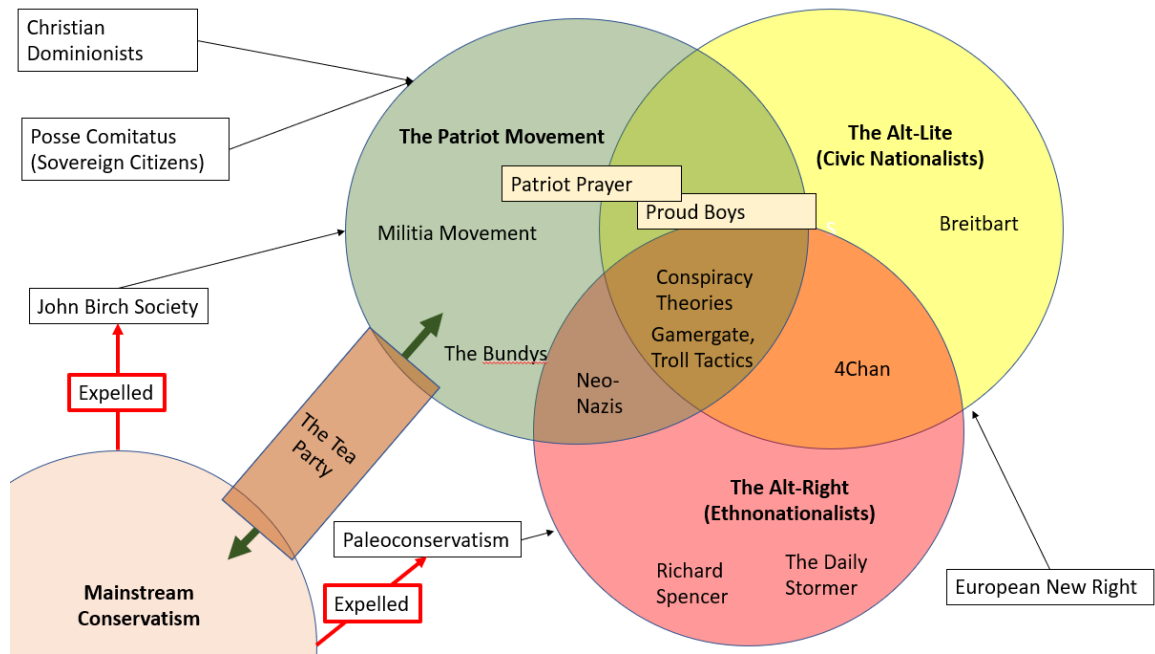 Christian
Dominionists
Posse Comitatus
(Sovereign Citizens)
The Patriot Movement
The Alt-Lite
(Civic Nationalists)
Patriot Prayer
Proud Boys
s
Breitbart
Militia Movement
John Birch Society
Conspiracy
Theories
Gamergate,
Troll Tactics
The Bundys
4Chan
Neo-
Nazis
Expelled
The Tea
Party
The Alt-Right
(Ethnonationalists)
Paleoconservatism
Richard
Spencer
The Daily
Stormer
European New Right
Expelled
Mainstream
Conservatism